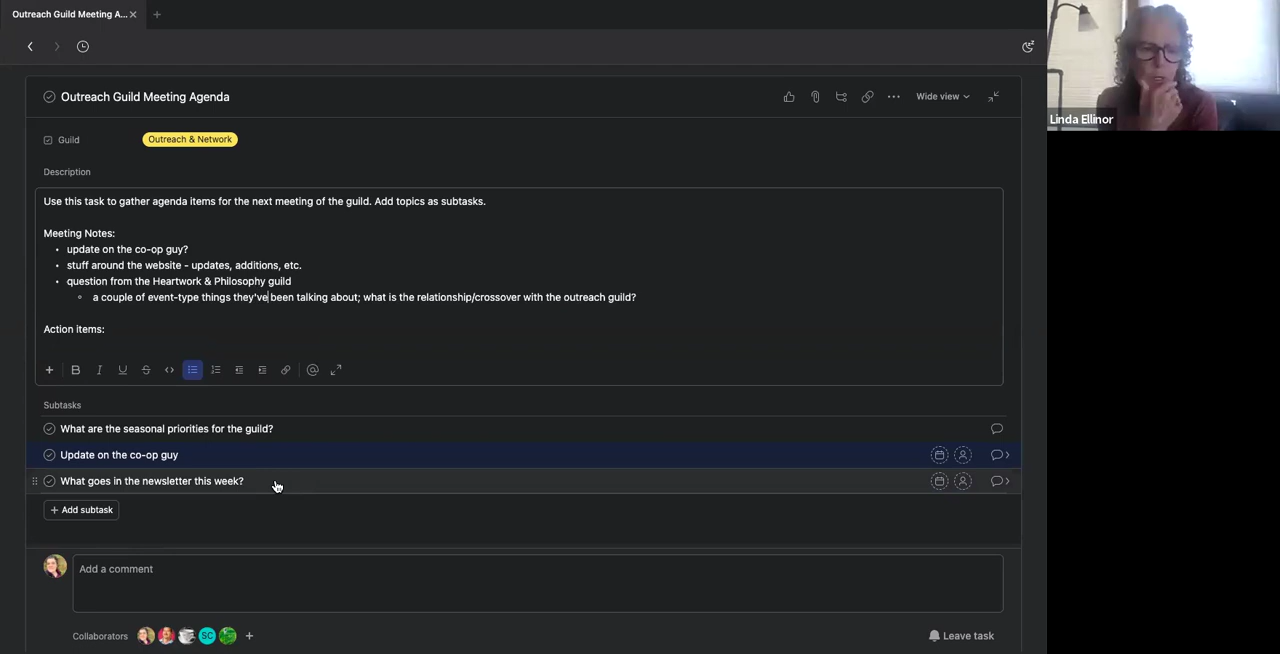 Outreach Guild Meeting A...
Outreach Guild Meeting Agenda
Wide view
Guild
Outreach & Network
Linda Ellinor
Description
Use this task to gather agenda items for the next meeting of the guild. Add topics as subtasks.
Meeting Notes:
update on the co-op guy?
stuff around the website - updates, additions, etc.
question from the Heartwork & Philosophy guild
a couple of event-type things they've been talking about; what is the relationship/crossover with the outreach guild?
Action items:
Subtasks
What are the seasonal priorities for the guild?
Update on the co-op guy
What goes in the newsletter this week?
+ Add subtask
Add a comment
Collaborators
SC
Leave task